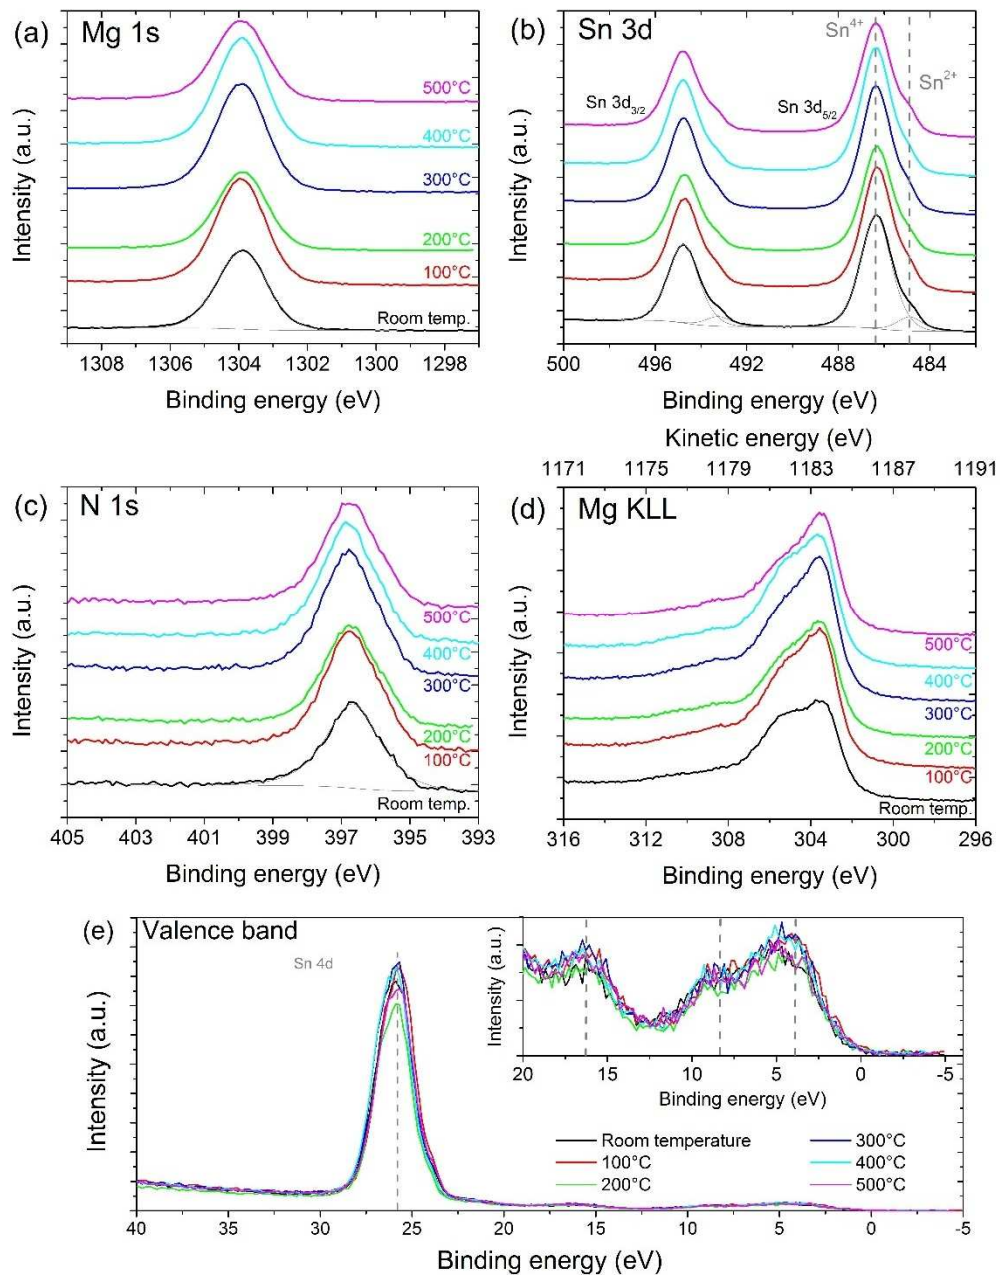 (a) Mg 1s
500°C
400°C
300°C
200°C
100°C
Room temp.
Intensity (a.u.)
1308 1306 1304 1302 1300 1298
Binding energy (eV)
(b) Sn 3d
Sn⁴⁺
Sn²⁺
Sn 3d₃/₂
Sn 3d₅/₂
Intensity (a.u.)
500 496 492 488 484
Binding energy (eV)
(c) N 1s
500°C
400°C
300°C
200°C
100°C
Room temp.
Intensity (a.u.)
405 403 401 399 397 395 393
Binding energy (eV)
Kinetic energy (eV)
1171 1175 1179 1183 1187 1191
(d) Mg KLL
500°C
400°C
300°C
200°C
100°C
Room temp.
Intensity (a.u.)
316 312 308 304 300 296
Binding energy (eV)
(e) Valence band
Sn 4d
Intensity (a.u.)
40 35 30 25 20 15 10 5 0 -5
Binding energy (eV)
Intensity (a.u.)
20 15 10 5 0 -5
Binding energy (eV)
Room temperature
100°C
200°C
300°C
400°C
500°C